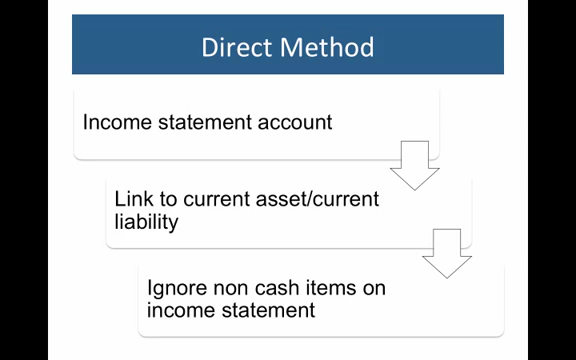 Direct Method
Income statement account
Link to current asset/current
liability
Ignore non cash items on
income statement